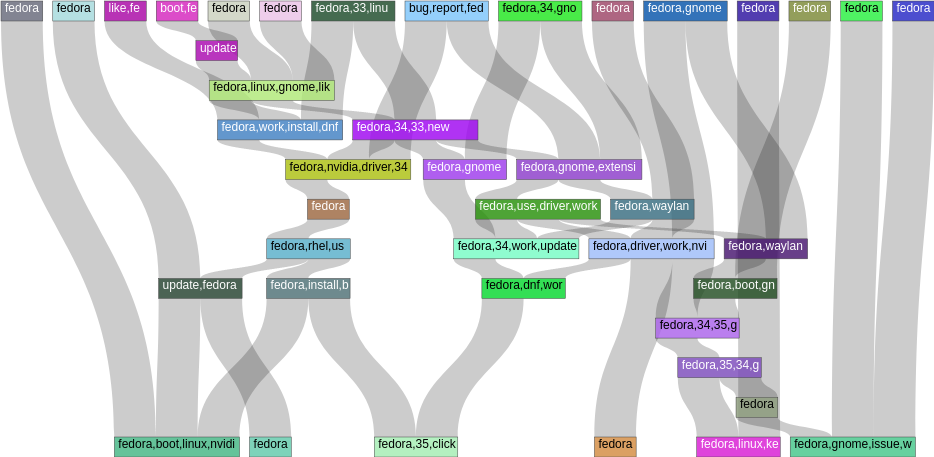 fedora
fedora
like,fe
boot,fe
fedora
fedora
fedora,33,linu
bug,report,fed
fedora,34,gno
fedora
fedora,gnome
fedora
fedora
fedora
fedora
update
fedora,linux,gnome,lik
fedora,work,install,dnf
fedora,34,33,new
fedora,nvidia,driver,34
fedora,gnome
fedora,gnome,extensi
fedora
fedora,use,driver,work
fedora,waylan
fedora,rhel,us
fedora,34,work,update
fedora,driver,work,nvi
fedora,waylan
update,fedora
fedora,install,b
fedora,dnf,wor
fedora,boot,gn
fedora,34,35,g
fedora,35,34,g
fedora
fedora,boot,linux,nvidi
fedora
fedora,35,click
fedora
fedora,linux,ke
fedora,gnome,issue,w